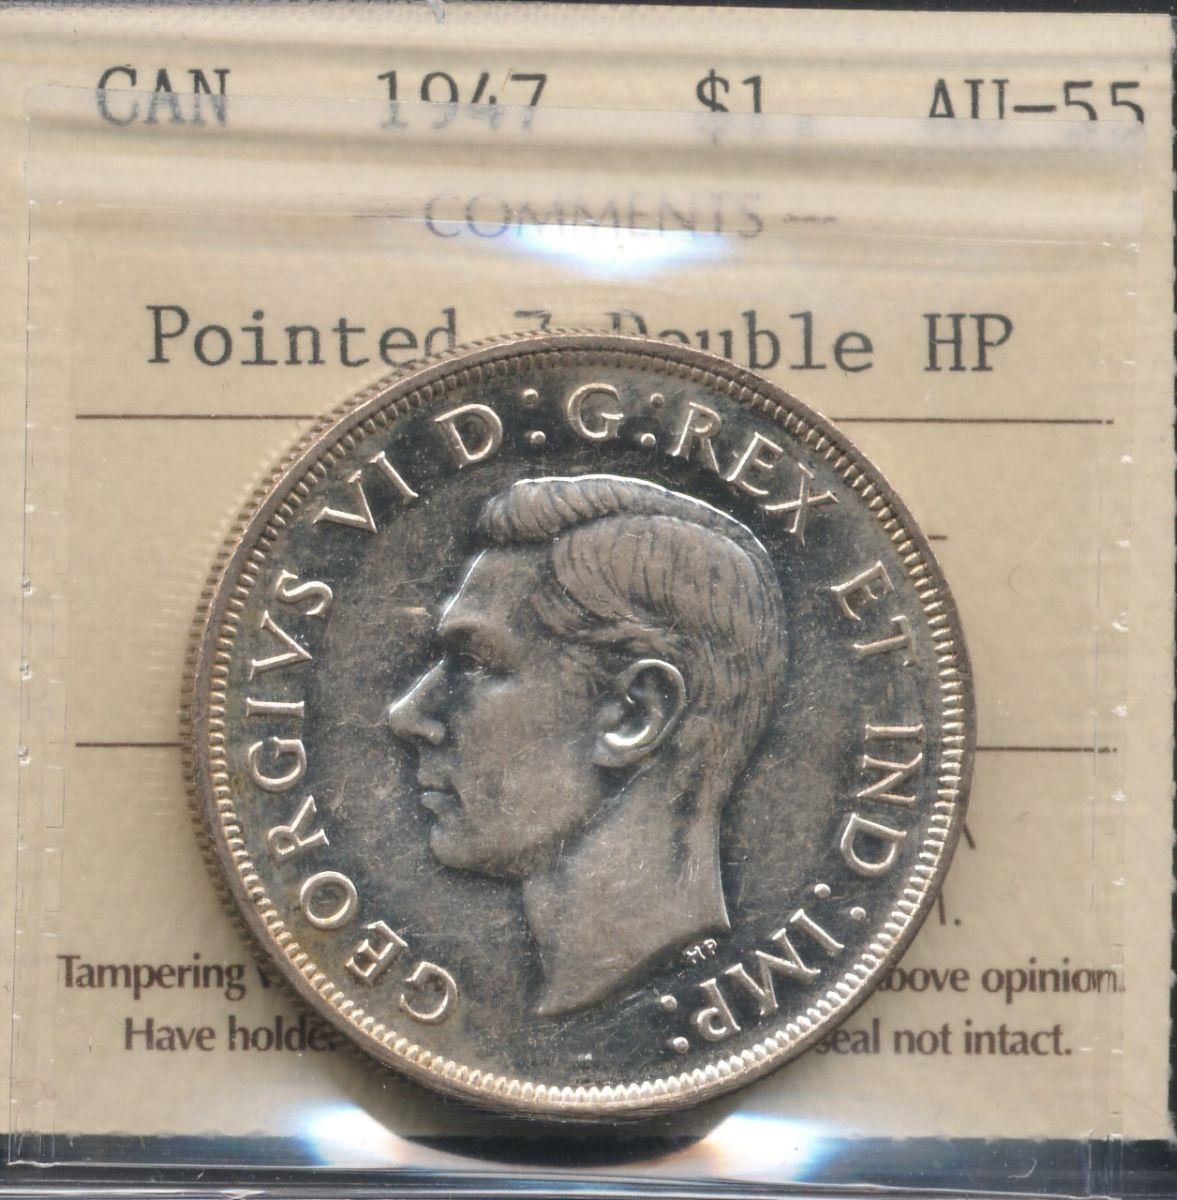 CAN 1947 $1. AU-55
COMMENTS
Pointed 7 Double HP
GEORGIVS VI D:G:REX ET IND:IMP:
HP
Tampering above opinion.
Have holder seal not intact.